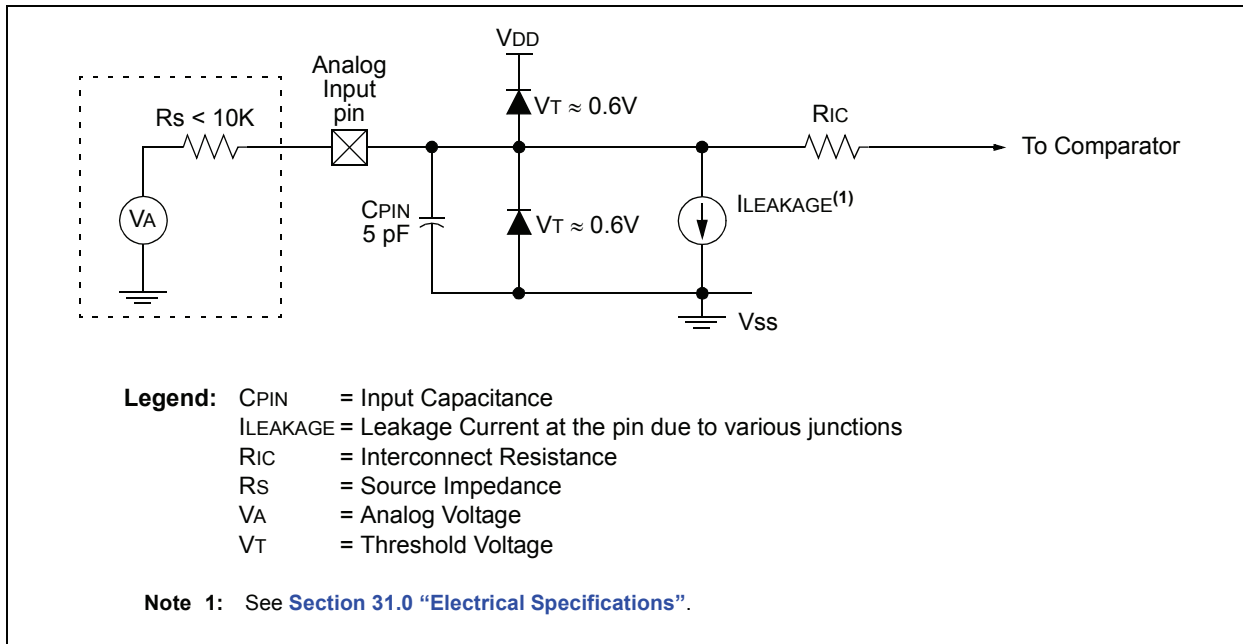 VDD
Analog
Input
pin
Rs < 10K
VT ≈ 0.6V
RIC
To Comparator
VA
CPIN
5 pF
VT ≈ 0.6V
ILEAKAGE(1)
Vss
Legend: CPIN = Input Capacitance
ILEAKAGE = Leakage Current at the pin due to various junctions
RIC = Interconnect Resistance
RS = Source Impedance
VA = Analog Voltage
VT = Threshold Voltage
Note 1: See Section 31.0 “Electrical Specifications”.